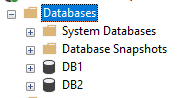 Databases
System Databases
Database Snapshots
DB1
DB2